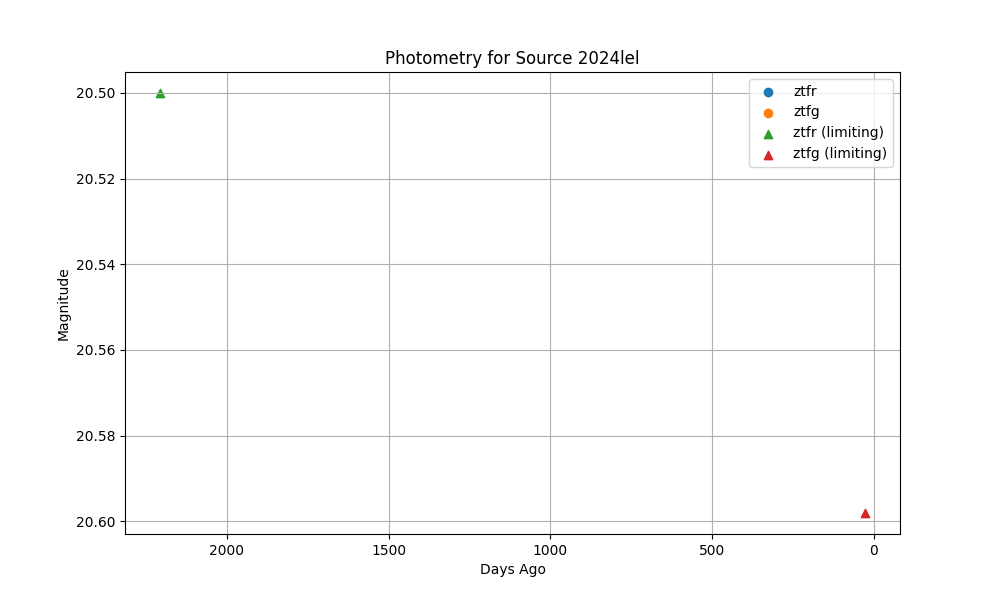 Photometry for Source 2024lel
ztfr
ztfg
ztfr (limiting)
ztfg (limiting)
Magnitude
20.50
20.52
20.54
20.56
20.58
20.60
2000
1500
1000
500
0
Days Ago